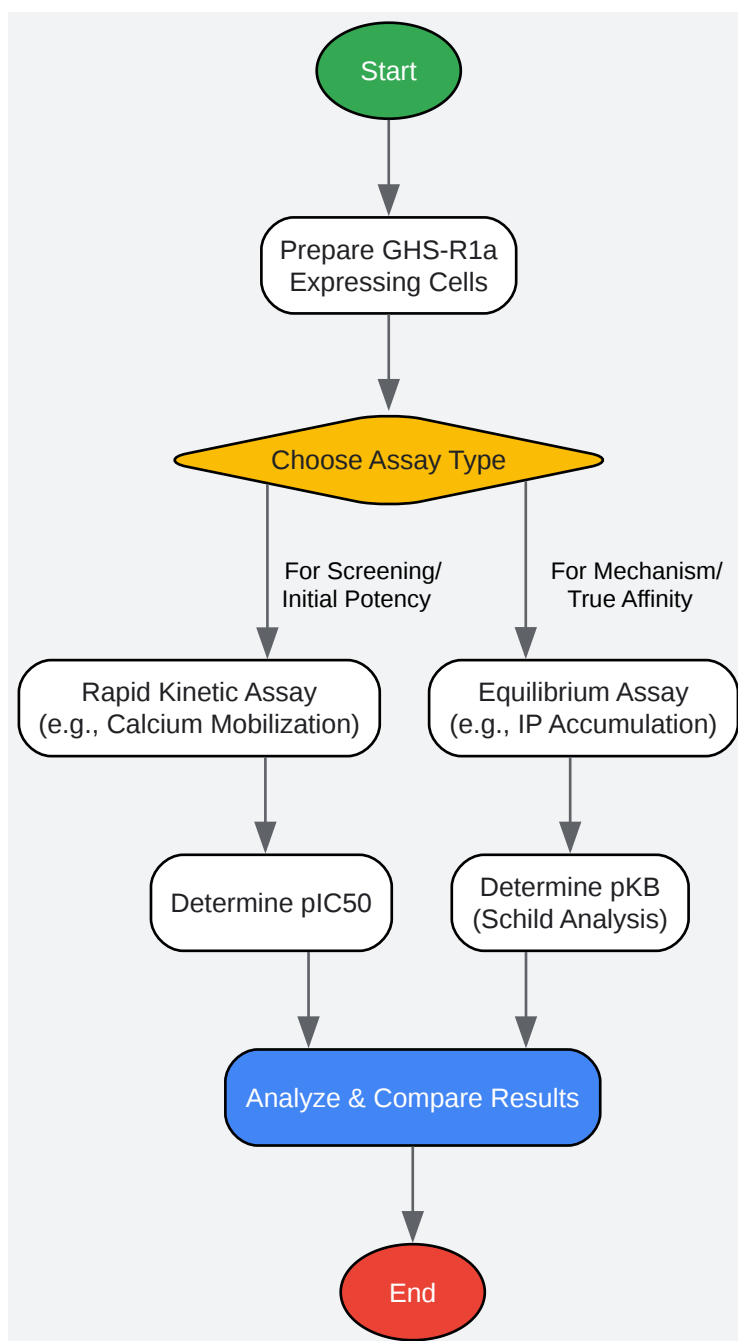 Start
Prepare GHS-R1a
Expressing Cells
Choose Assay Type
For Screening/
Initial Potency
For Mechanism/
True Affinity
Rapid Kinetic Assay
(e.g., Calcium Mobilization)
Equilibrium Assay
(e.g., IP Accumulation)
Determine pIC50
Determine pKB
(Schild Analysis)
Analyze & Compare Results
End